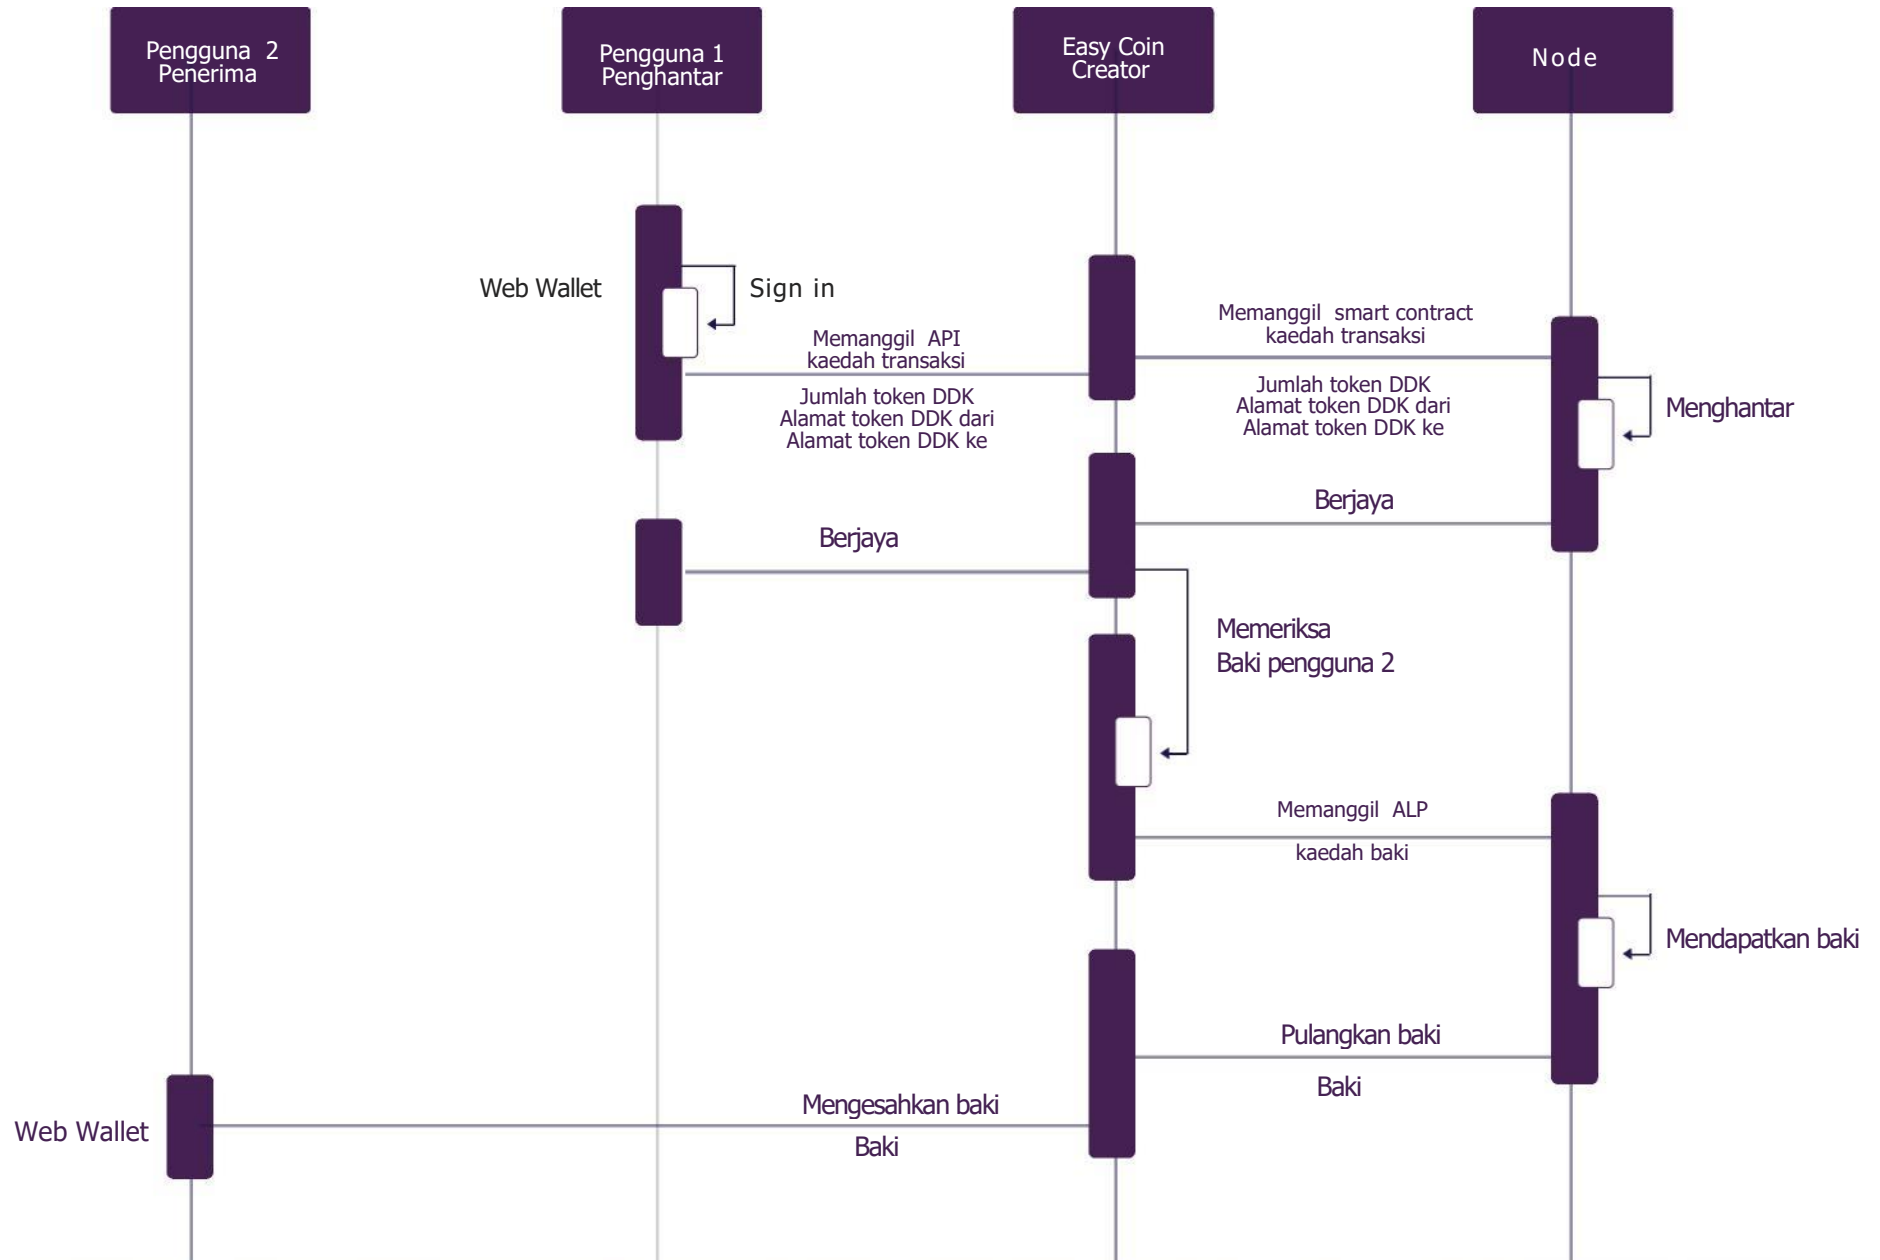 Pengguna 2
Penerima
Pengguna 1
Penghantar
Easy Coin
Creator
Node
Web Wallet
Sign in
Memanggil API
kaedah transaksi
Jumlah token DDK
Alamat token DDK dari
Alamat token DDK ke
Memanggil smart contract
kaedah transaksi
Jumlah token DDK
Alamat token DDK dari
Alamat token DDK ke
Menghantar
Berjaya
Berjaya
Memeriksa
Baki pengguna 2
Memanggil ALP
kaedah baki
Mendapatkan baki
Pulangkan baki
Baki
Mengesahkan baki
Baki
Web Wallet